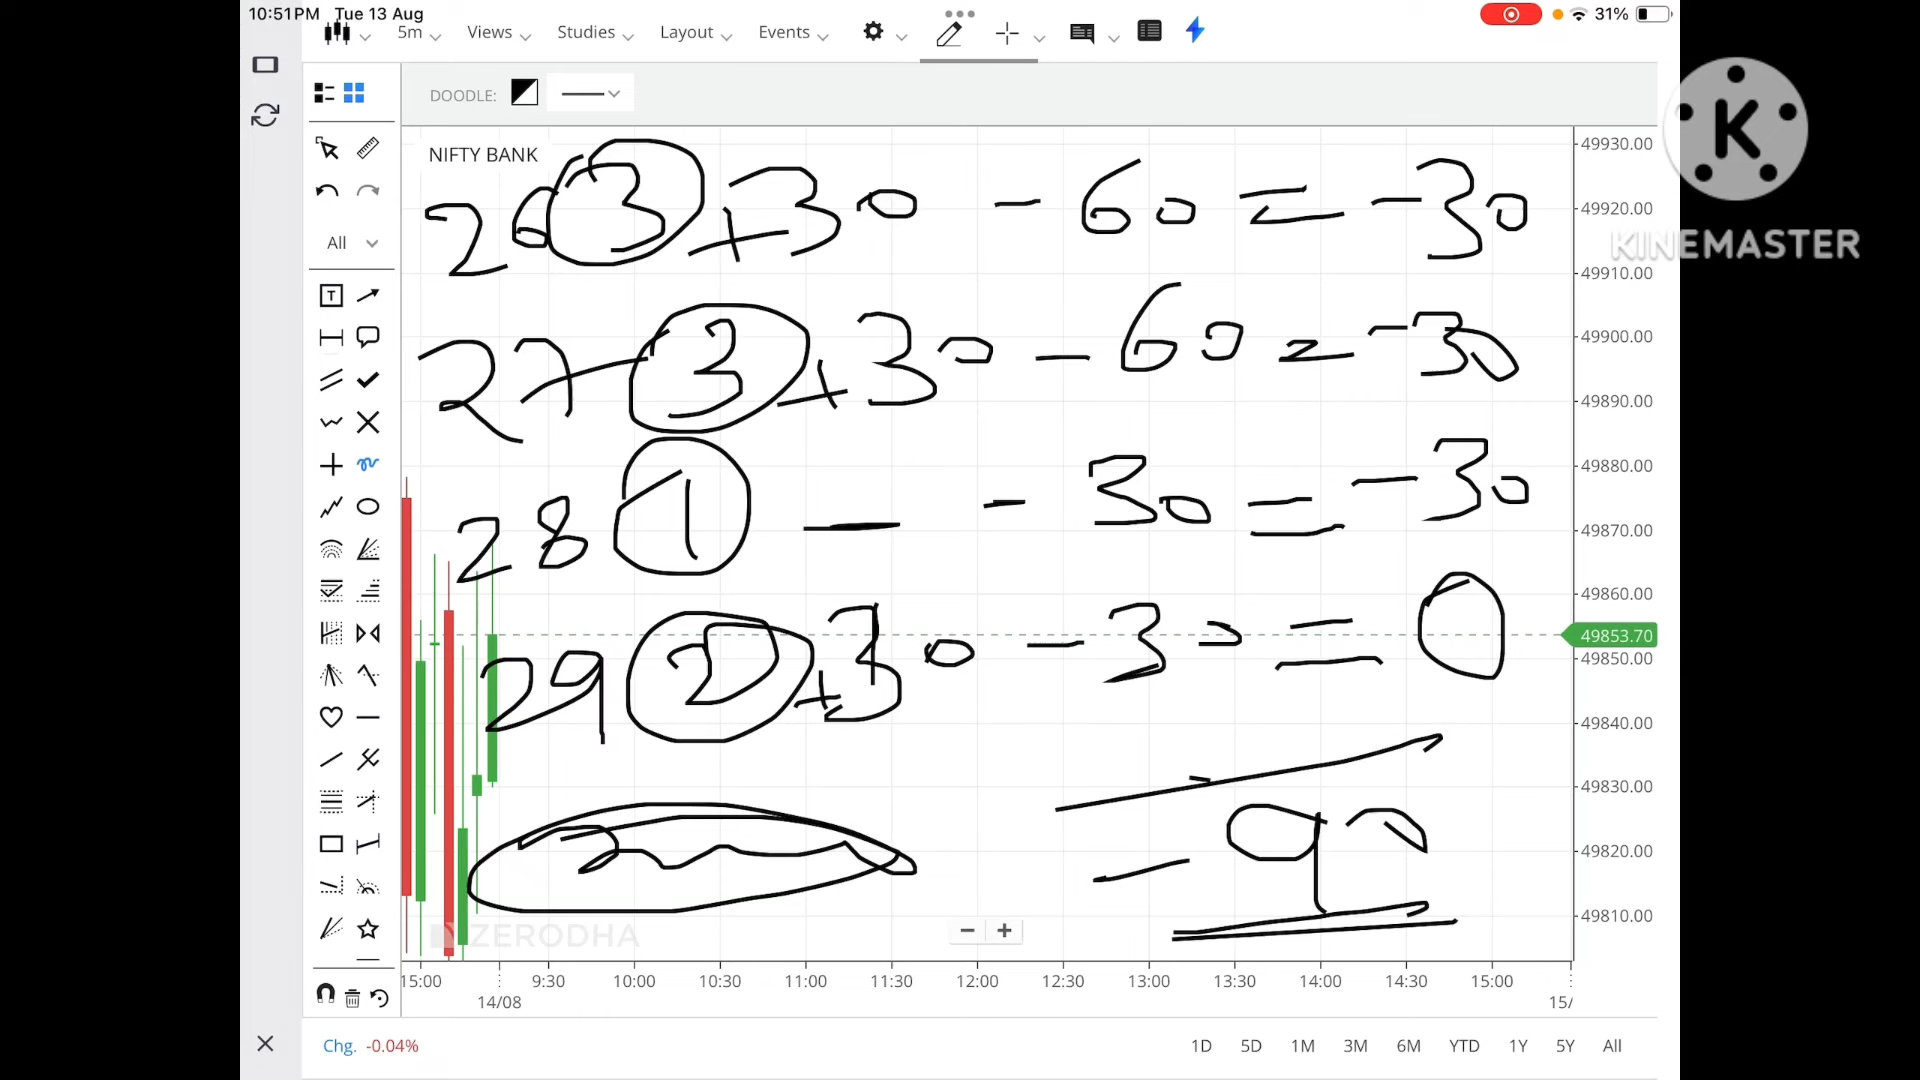 10:51PM Tue 13 Aug 31%
5m Views Studies Layout Events
DOODLE:
KINEMASTER
NIFTY BANK
All
26 3 +30 - 60 = -30
27 3 +30 - 60 = -30
28 1 - - 30 = -30
29 2 +30 - 30 = 0
- 90
49930.00
49920.00
49910.00
49900.00
49890.00
49880.00
49870.00
49860.00
49853.70
49850.00
49840.00
49830.00
49820.00
49810.00
ZERODHA
15:00 9:30 10:00 10:30 11:00 11:30 12:00 12:30 13:00 13:30 14:00 14:30 15:00
14/08 15/
Chg. -0.04% 1D 5D 1M 3M 6M YTD 1Y 5Y All